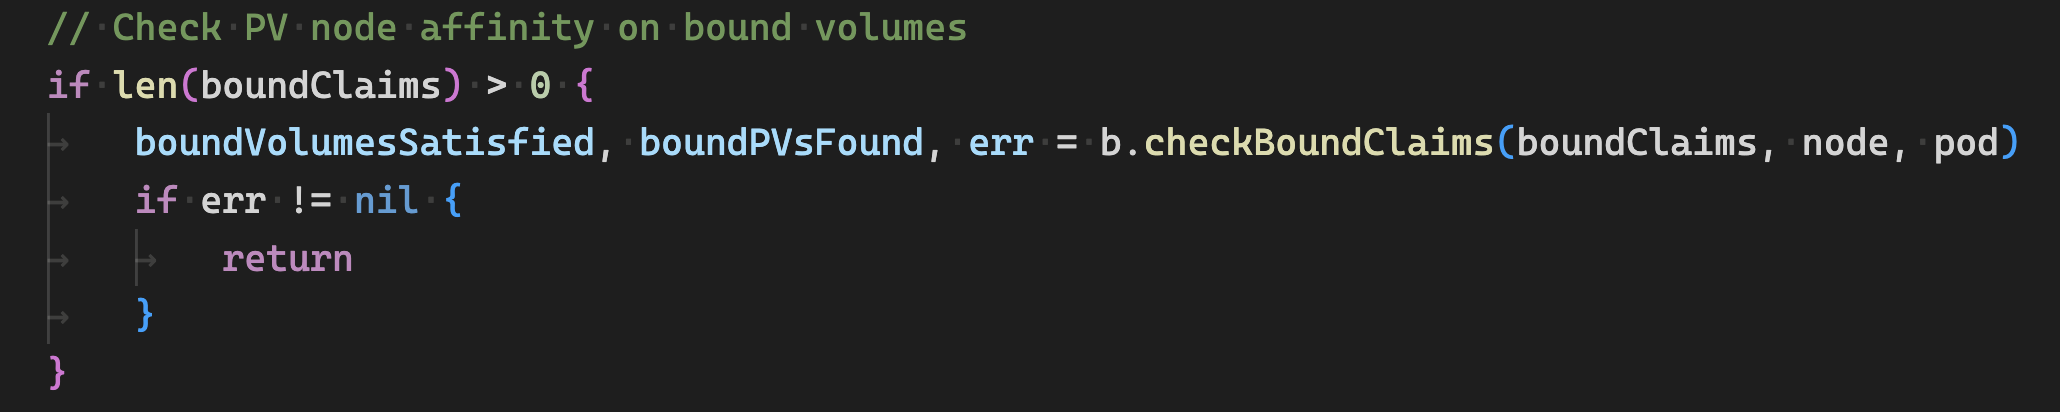 // Check PV node affinity on bound volumes
if len(boundClaims) > 0 {
	boundVolumesSatisfied, boundPVsFound, err = b.checkBoundClaims(boundClaims, node, pod)
	if err != nil {
		return
	}
}